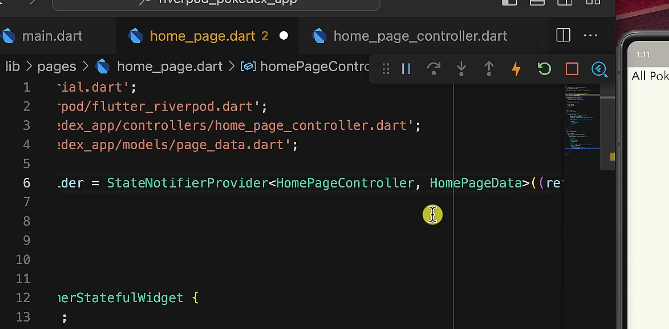 riverpod_pokedex_app
main.dart
home_page.dart 2
home_page_controller.dart
lib > pages > home_page.dart > homePageContro
1:11
All Pok
1 rial.dart';
2 rpod/flutter_riverpod.dart';
3 edex_app/controllers/home_page_controller.dart';
4 edex_app/models/page_data.dart';
5
6 ider = StateNotifierProvider<HomePageController, HomePageData>((re
7
8
9
10
11
12 nerStatefulWidget {
13 ;